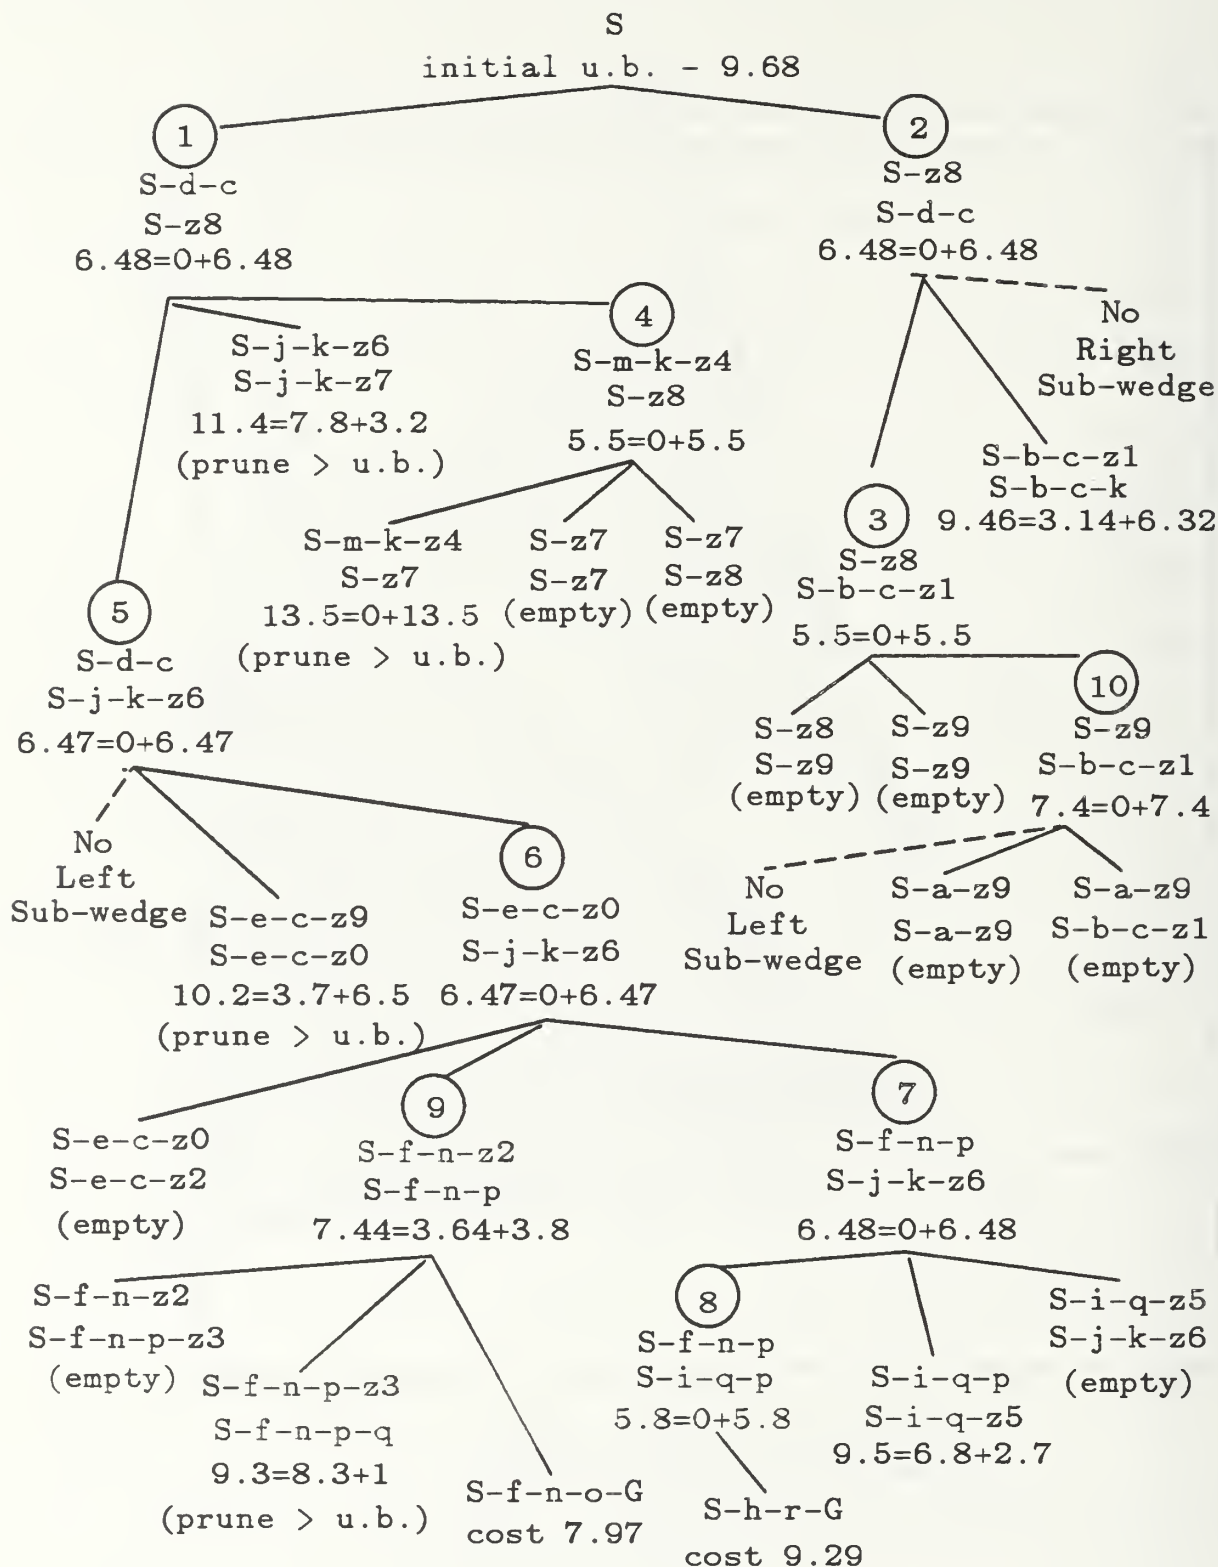 S
initial u.b. - 9.68
1
S-d-c
S-z8
6.48=0+6.48
2
S-z8
S-d-c
6.48=0+6.48
S-j-k-z6
S-j-k-z7
11.4=7.8+3.2
(prune > u.b.)
4
S-m-k-z4
S-z8
5.5=0+5.5
No
Right
Sub-wedge
S-b-c-z1
S-b-c-k
9.46=3.14+6.32
3
S-z8
S-b-c-z1
5.5=0+5.5
S-m-k-z4
S-z7
13.5=0+13.5
(prune > u.b.)
S-z7
S-z7
(empty)
S-z7
S-z8
(empty)
5
S-d-c
S-j-k-z6
6.47=0+6.47
S-z8
S-z9
(empty)
S-z9
S-z9
(empty)
10
S-z9
S-b-c-z1
7.4=0+7.4
No
Left
Sub-wedge
S-e-c-z9
S-e-c-z0
10.2=3.7+6.5
(prune > u.b.)
6
S-e-c-z0
S-j-k-z6
6.47=0+6.47
No
Left
Sub-wedge
S-a-z9
S-a-z9
(empty)
S-a-z9
S-b-c-z1
(empty)
S-e-c-z0
S-e-c-z2
(empty)
9
S-f-n-z2
S-f-n-p
7.44=3.64+3.8
7
S-f-n-p
S-j-k-z6
6.48=0+6.48
S-f-n-z2
S-f-n-p-z3
(empty)
S-f-n-p-z3
S-f-n-p-q
9.3=8.3+1
(prune > u.b.)
S-f-n-o-G
cost 7.97
8
S-f-n-p
S-i-q-p
5.8=0+5.8
S-h-r-G
cost 9.29
S-i-q-p
S-i-q-z5
9.5=6.8+2.7
S-i-q-z5
S-j-k-z6
(empty)